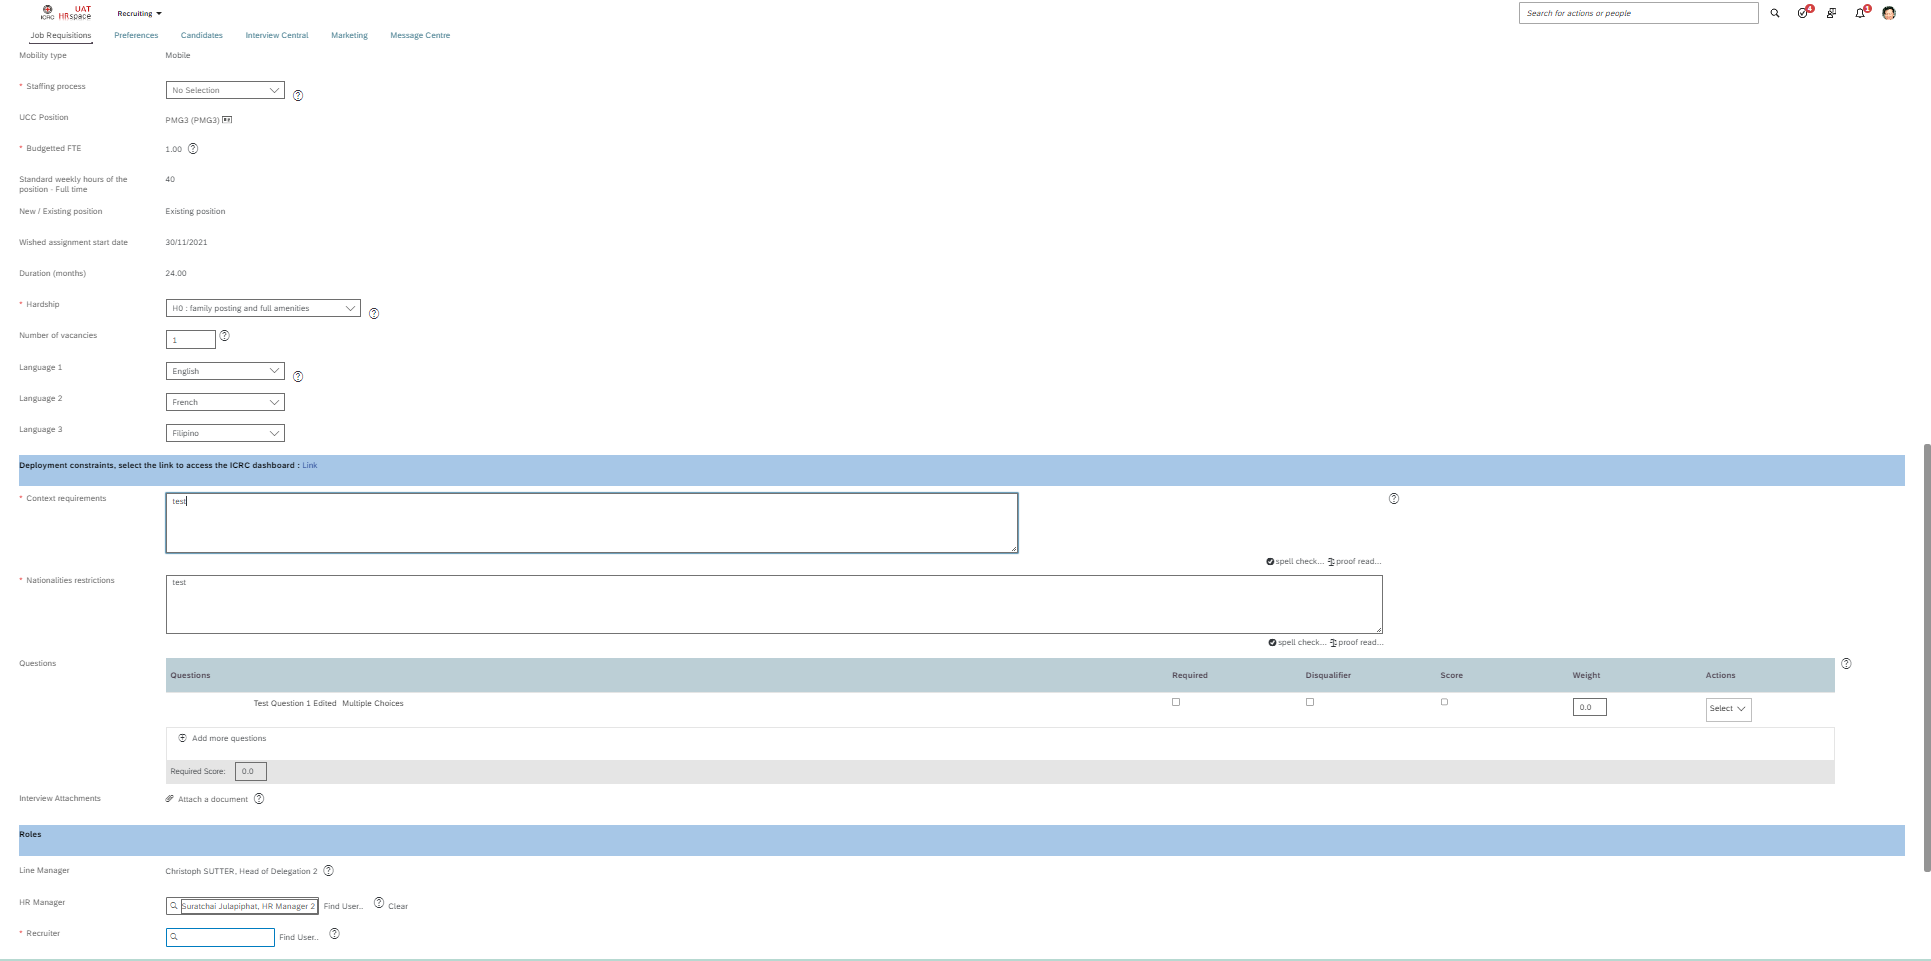 ICRC UAT HRspace Recruiting Search for actions or people 4 1
Job Requisitions Preferences Candidates Interview Central Marketing Message Centre
Mobility type Mobile
* Staffing process No Selection
UCC Position PMG3 (PMG3)
* Budgetted FTE 1.00
Standard weekly hours of the position - Full time 40
New / Existing position Existing position
Wished assignment start date 30/11/2021
Duration (months) 24.00
* Hardship H0 : family posting and full amenities
Number of vacancies 1
Language 1 English
Language 2 French
Language 3 Filipino
Deployment constraints, select the link to access the ICRC dashboard : Link
* Context requirements test
spell check... proof read...
* Nationalities restrictions test
spell check... proof read...
Questions
Questions Required Disqualifier Score Weight Actions
Test Question 1 Edited Multiple Choices 0.0 Select
Add more questions
Required Score: 0.0
Interview Attachments Attach a document
Roles
Line Manager Christoph SUTTER, Head of Delegation 2
HR Manager Suratchai Julapiphat, HR Manager 2 Find User... Clear
* Recruiter Find User...